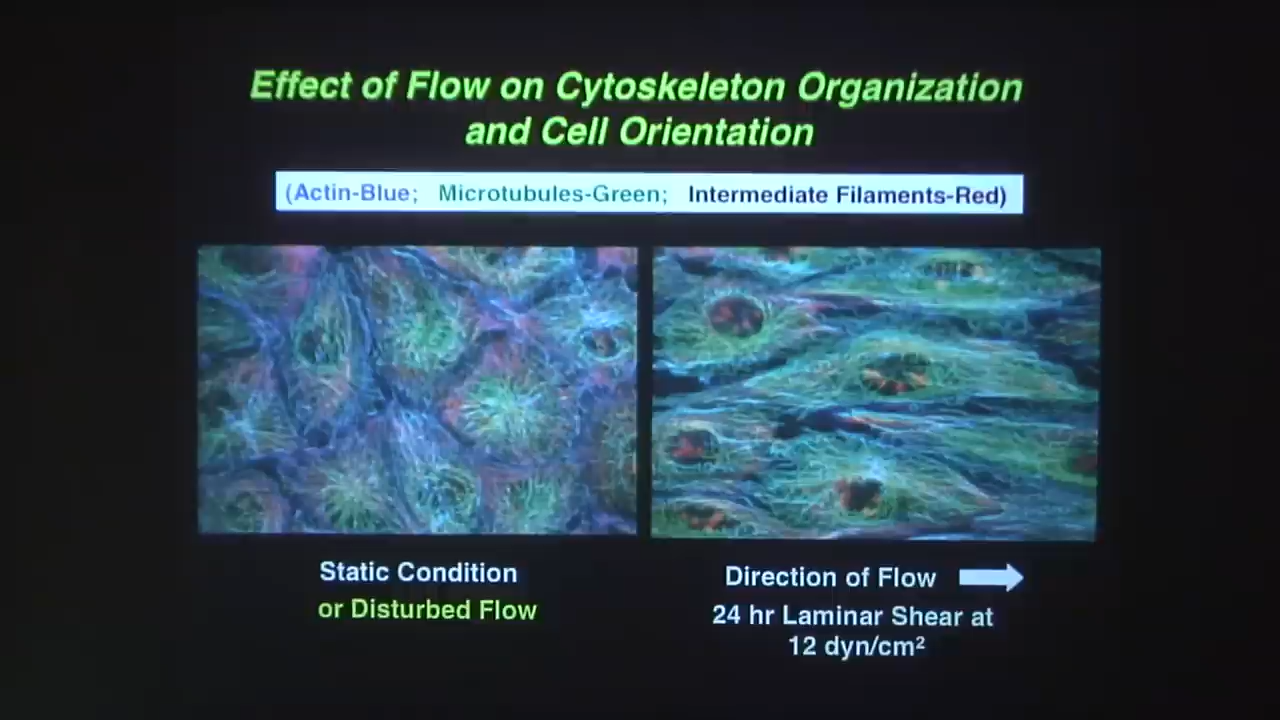 Effect of Flow on Cytoskeleton Organization
and Cell Orientation
(Actin-Blue; Microtubules-Green; Intermediate Filaments-Red)
Static Condition
or Disturbed Flow
Direction of Flow
24 hr Laminar Shear at
12 dyn/cm²